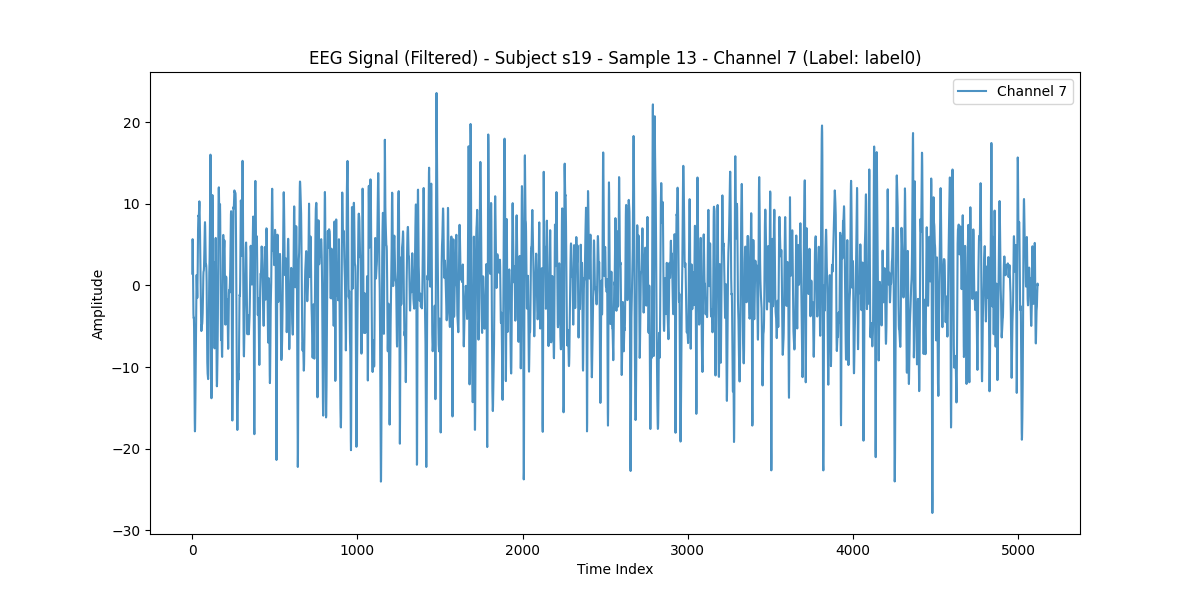 EEG Signal (Filtered) - Subject s19 - Sample 13 - Channel 7 (Label: label0)
Channel 7
20
10
0
−10
−20
−30
Amplitude
0 1000 2000 3000 4000 5000
Time Index